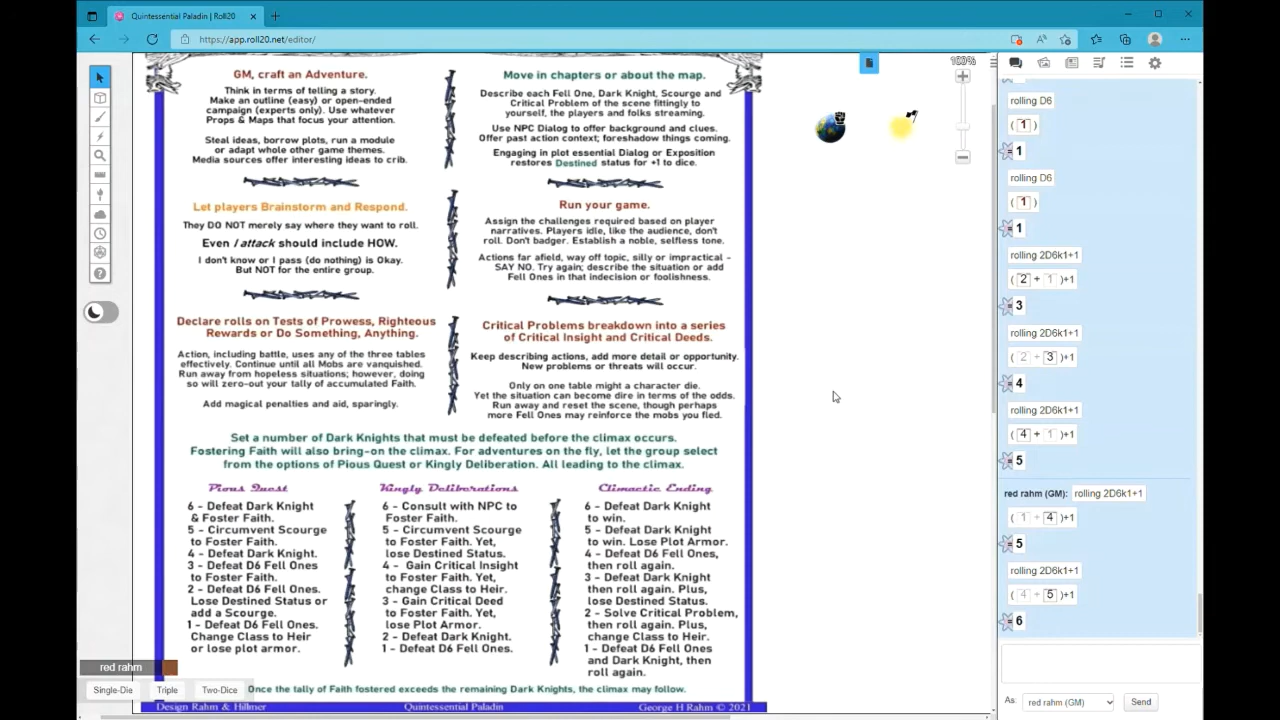 Quintessential Paladin | Roll20
https://app.roll20.net/editor/
100%
GM, craft an Adventure.
Think in terms of telling a story.
Make an outline (easy) or open-ended
campaign (experts only). Use whatever
Props & Maps that focus your attention.
Steal ideas, borrow plots, run a module
or adapt whole other game themes.
Media sources offer interesting ideas to crib.
Move in chapters or about the map.
Describe each Fell One, Dark Knight, Scourge and
Critical Problem of the scene fittingly to
yourself, the players and folks streaming.
Use NPC Dialog to offer background and clues.
Offer past action context; foreshadow things coming.
Engaging in plot essential Dialog or Exposition
restores Destined status for +1 to dice.
Let players Brainstorm and Respond.
They DO NOT merely say where they want to roll.
Even I attack should include HOW.
I don't know or I pass (do nothing) is Okay.
But NOT for the entire group.
Run your game.
Assign the challenges required based on player
narratives. Players idle, like the audience, don't
roll. Don't badger. Establish a noble, selfless tone.
Actions far afield, way off topic, silly or impractical -
SAY NO. Try again; describe the situation or add
Fell Ones in that indecision or foolishness.
Declare rolls on Tests of Prowess, Righteous
Rewards or Do Something, Anything.
Action, including battle, uses any of the three tables
effectively. Continue until all Mobs are vanquished.
Run away from hopeless situations; however, doing
so will zero-out your tally of accumulated Faith.
Add magical penalties and aid, sparingly.
Critical Problems breakdown into a series
of Critical Insight and Critical Deeds.
Keep describing actions, add more detail or opportunity.
New problems or threats will occur.
Only on one table might a character die.
Yet the situation can become dire in terms of the odds.
Run away and reset the scene, though perhaps
more Fell Ones may reinforce the mobs you fled.
Set a number of Dark Knights that must be defeated before the climax occurs.
Fostering Faith will also bring-on the climax. For adventures on the fly, let the group select
from the options of Pious Quest or Kingly Deliberation. All leading to the climax.
Pious Quest
6 - Defeat Dark Knight
& Foster Faith.
5 - Circumvent Scourge
to Foster Faith.
4 - Defeat Dark Knight.
3 - Defeat D6 Fell Ones
to Foster Faith.
2 - Defeat D6 Fell Ones.
Lose Destined Status or
add a Scourge.
1 - Defeat D6 Fell Ones.
Change Class to Heir
or lose plot armor.
Kingly Deliberations
6 - Consult with NPC to
Foster Faith.
5 - Circumvent Scourge
to Foster Faith. Yet,
lose Destined Status.
4 - Gain Critical Insight
to Foster Faith. Yet,
change Class to Heir.
3 - Gain Critical Deed
to Foster Faith. Yet,
lose Plot Armor.
2 - Defeat Dark Knight.
1 - Defeat D6 Fell Ones.
Climactic Ending
6 - Defeat Dark Knight
to win.
5 - Defeat Dark Knight
to win. Lose Plot Armor.
4 - Defeat D6 Fell Ones,
then roll again.
3 - Defeat Dark Knight
then roll again. Plus,
lose Destined Status.
2 - Solve Critical Problem,
then roll again. Plus,
change Class to Heir.
1 - Defeat D6 Fell Ones
and Dark Knight, then
roll again.
Once the tally of Faith fostered exceeds the remaining Dark Knights, the climax may follow.
Design Rahm & Hillmer Quintessential Paladin George H Rahm © 2021
red rahm
Single-Die Triple Two-Dice
rolling D6
(1)
=1
rolling D6
(1)
=1
rolling 2D6k1+1
(2+1)+1
=3
rolling 2D6k1+1
(2+3)+1
=4
rolling 2D6k1+1
(4+1)+1
=5
red rahm (GM): rolling 2D6k1+1
(1+4)+1
=5
rolling 2D6k1+1
(4+5)+1
=6
As: red rahm (GM) Send